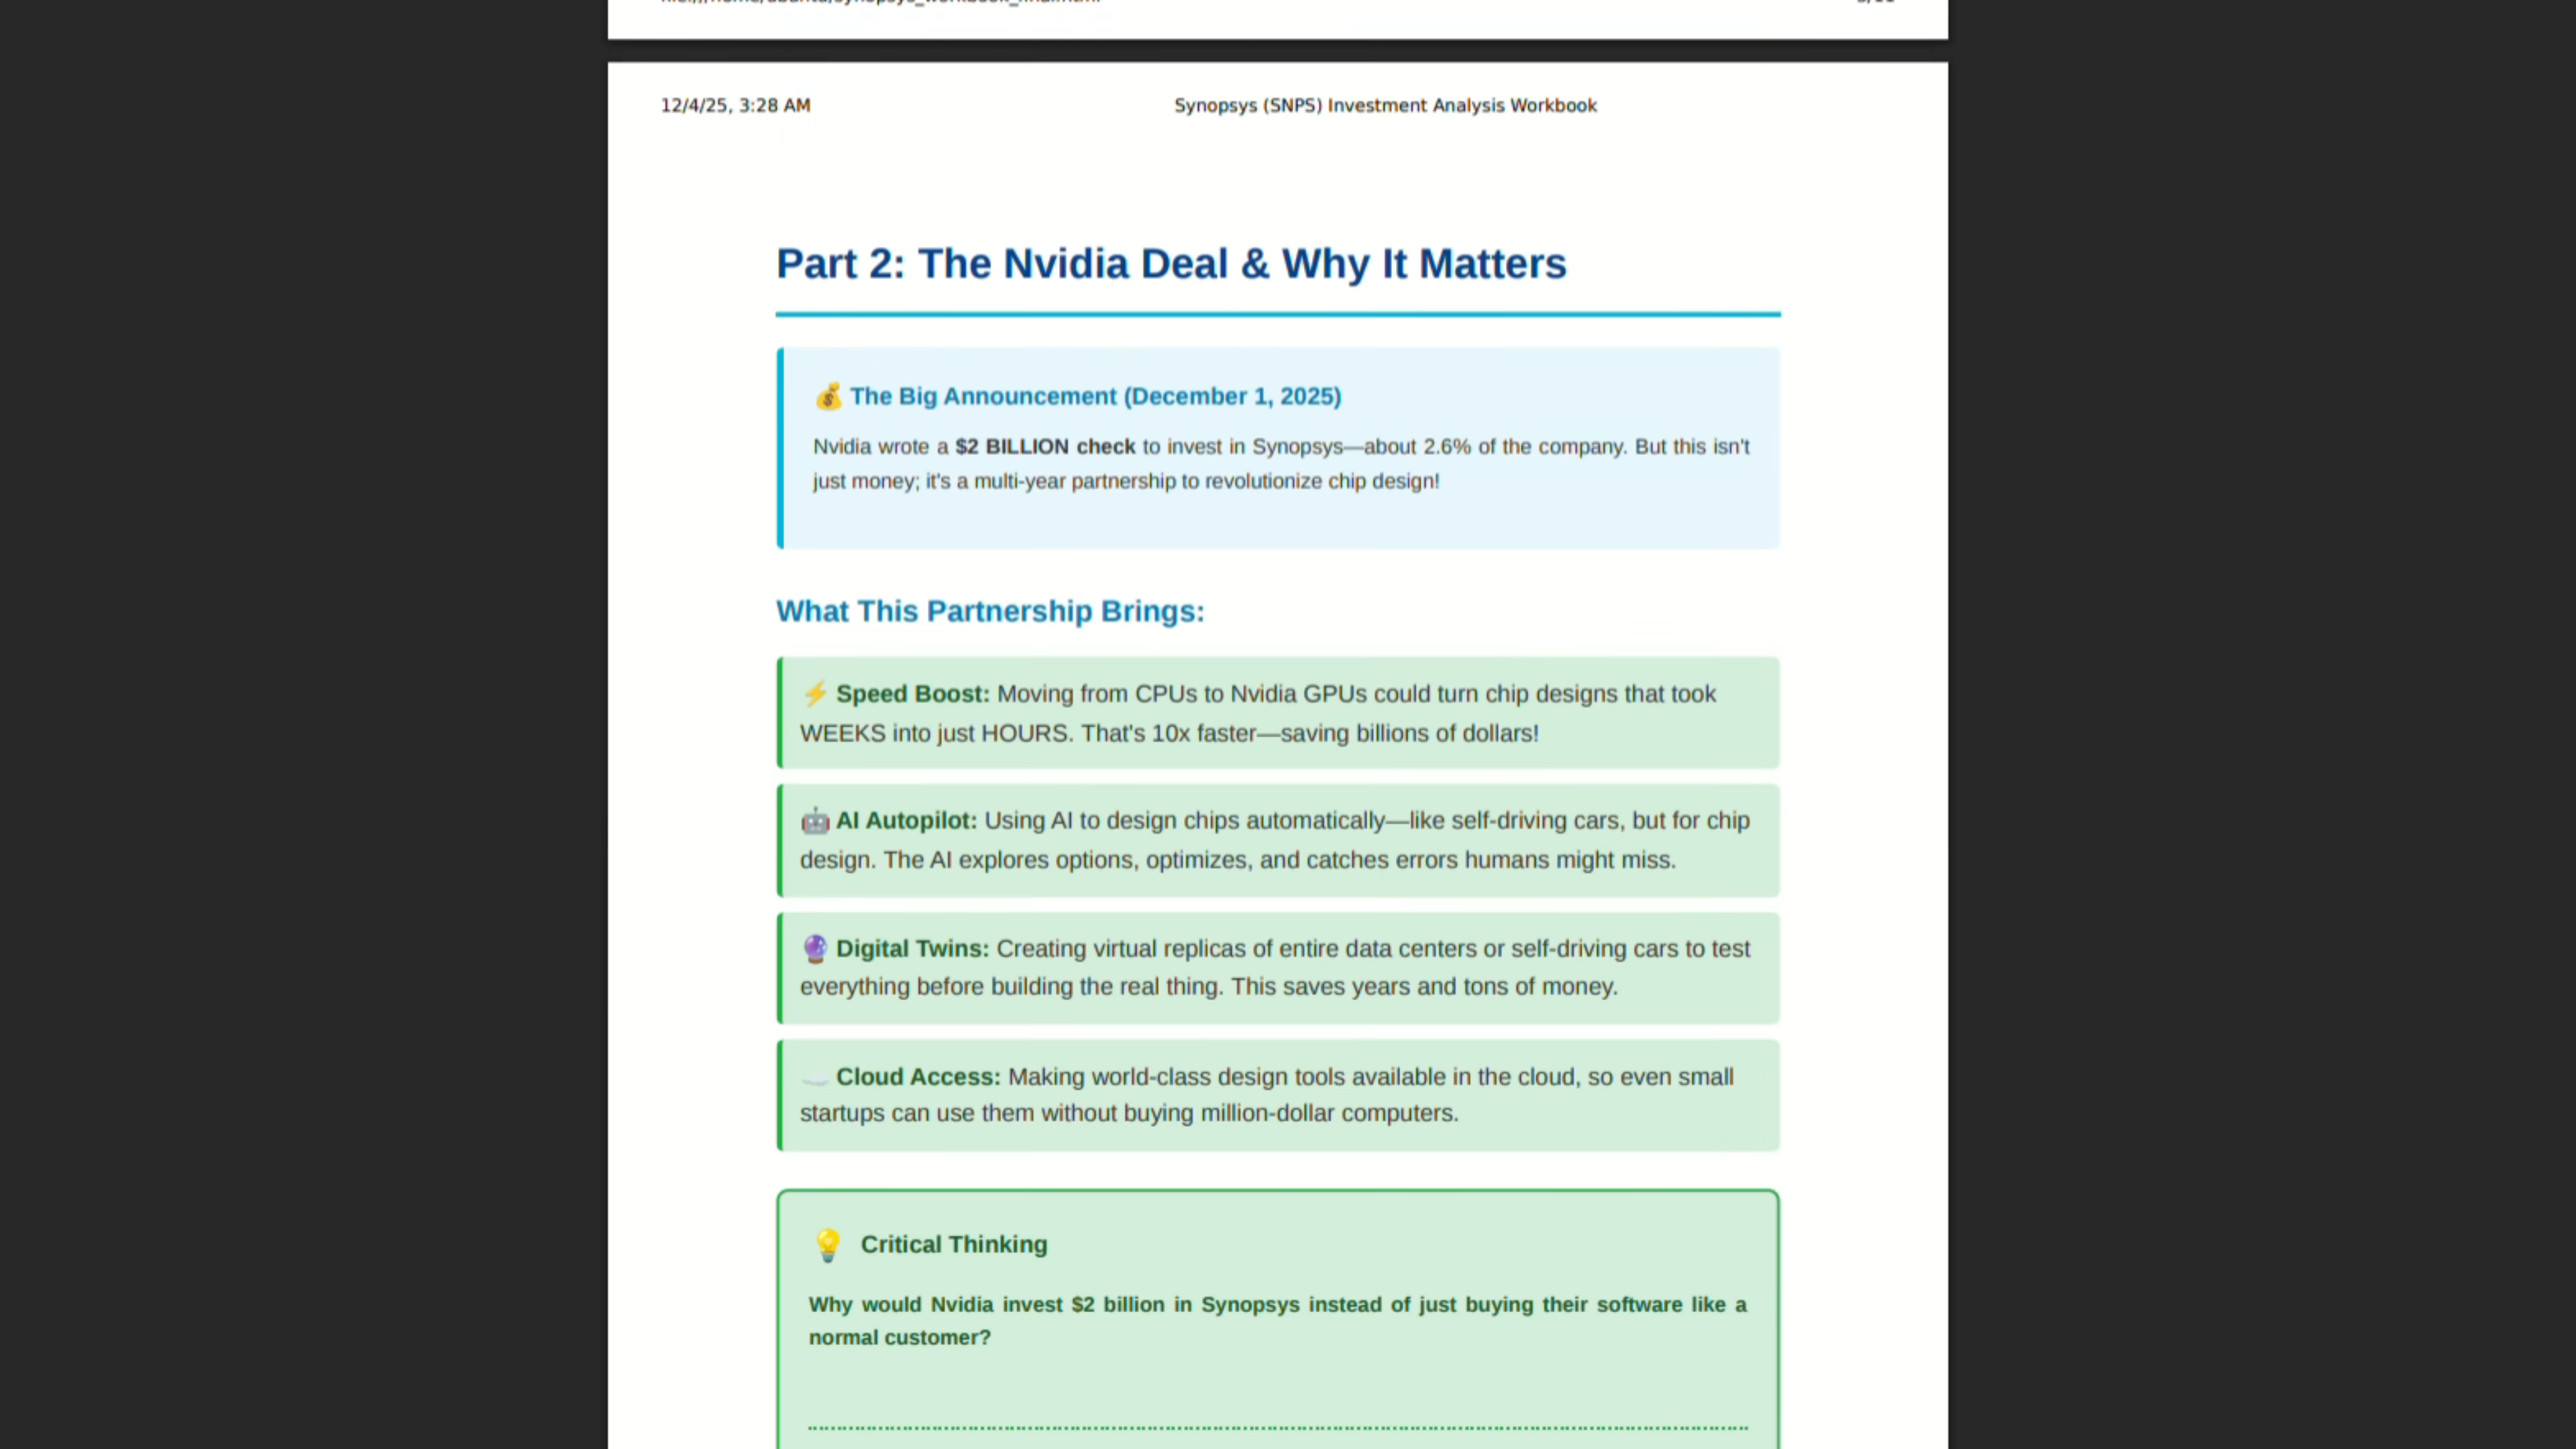 12/4/25, 3:28 AM
Synopsys (SNPS) Investment Analysis Workbook
Part 2: The Nvidia Deal & Why It Matters
💰 The Big Announcement (December 1, 2025)
Nvidia wrote a $2 BILLION check to invest in Synopsys—about 2.6% of the company. But this isn't
just money; it's a multi-year partnership to revolutionize chip design!
What This Partnership Brings:
⚡ Speed Boost: Moving from CPUs to Nvidia GPUs could turn chip designs that took
WEEKS into just HOURS. That's 10x faster—saving billions of dollars!
🤖 AI Autopilot: Using AI to design chips automatically—like self-driving cars, but for chip
design. The AI explores options, optimizes, and catches errors humans might miss.
🔮 Digital Twins: Creating virtual replicas of entire data centers or self-driving cars to test
everything before building the real thing. This saves years and tons of money.
☁️ Cloud Access: Making world-class design tools available in the cloud, so even small
startups can use them without buying million-dollar computers.
💡 Critical Thinking
Why would Nvidia invest $2 billion in Synopsys instead of just buying their software like a
normal customer?